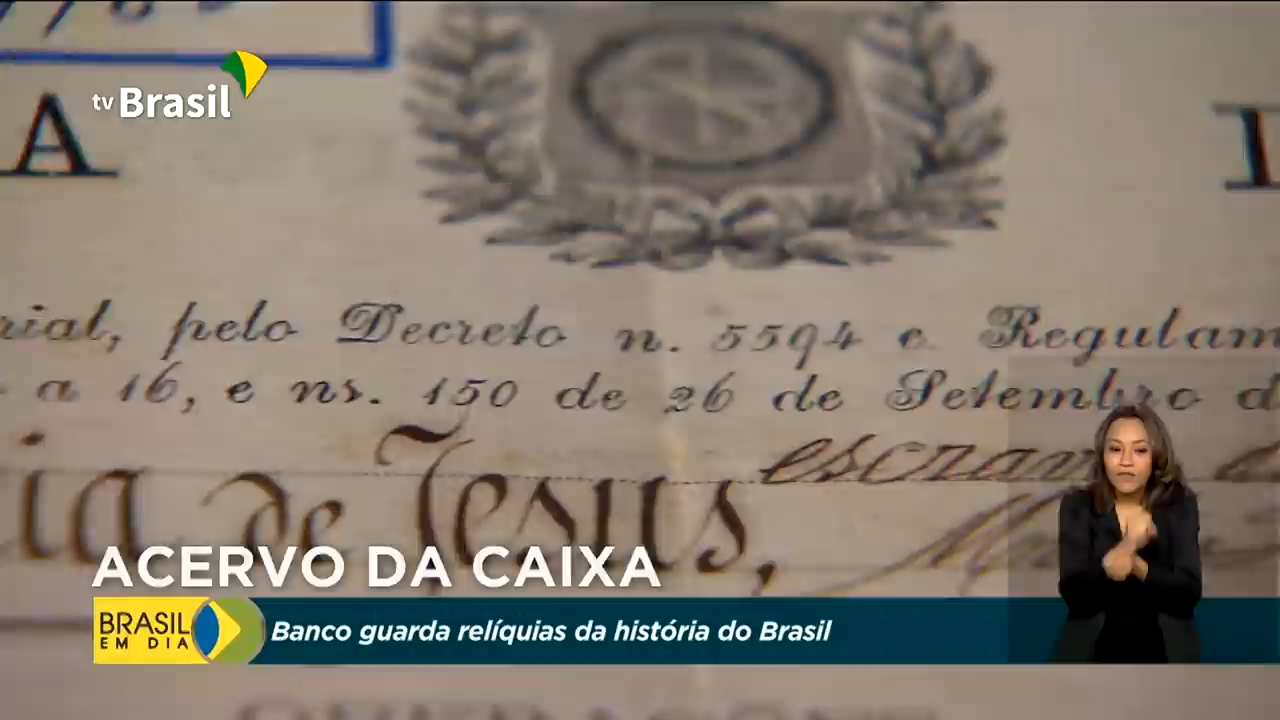 tv Brasil
A
rial, pelo Decreto n. 5594 e Regulam
a 16, e ns. 150 de 26 de Setembro d
ia de Jesus, escrava
ACERVO DA CAIXA
BRASIL EM DIA
Banco guarda relíquias da história do Brasil